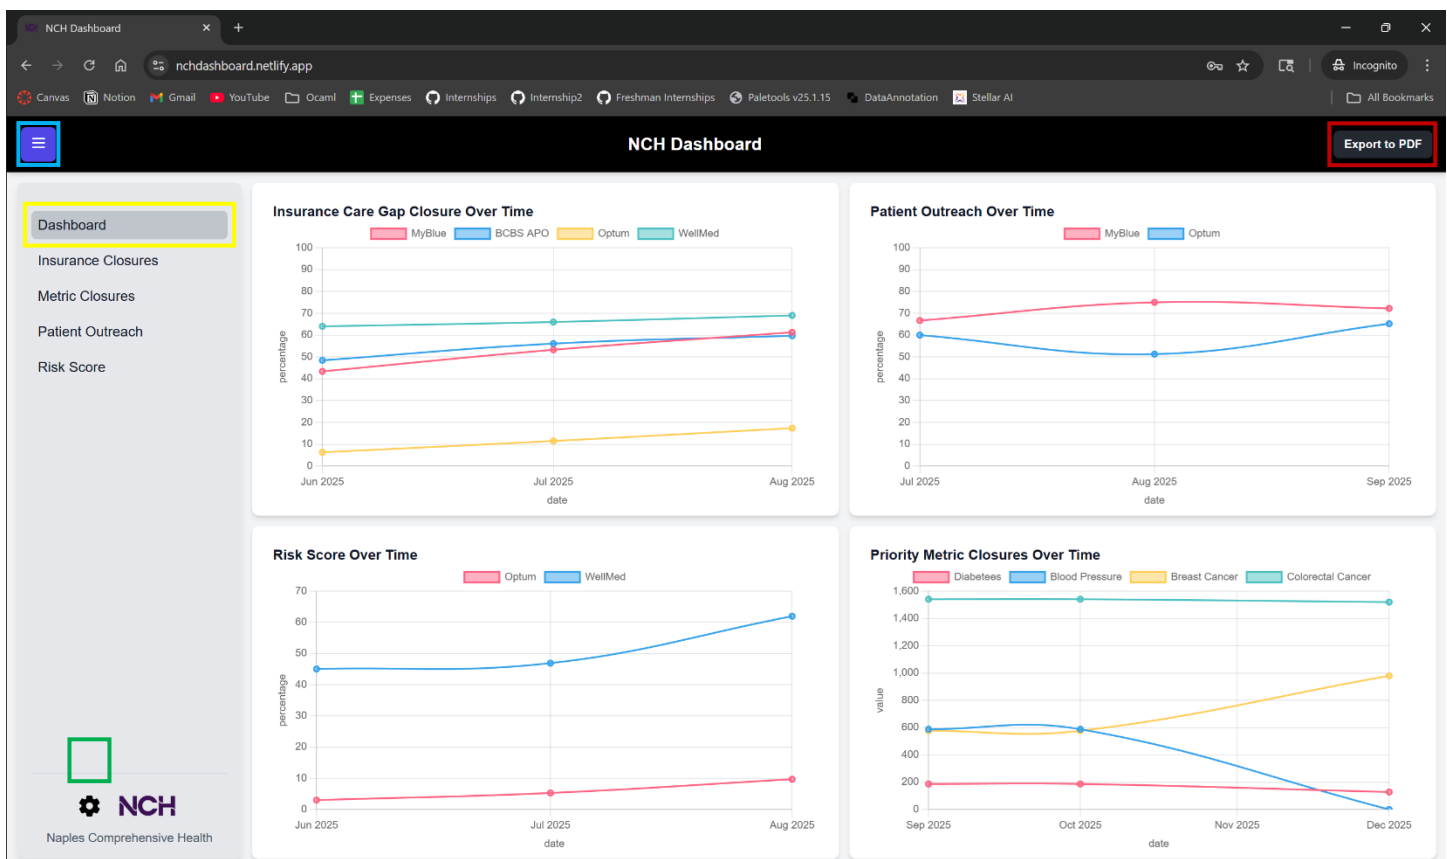 NCH Dashboard
nchdashboard.netlify.app
Incognito
Canvas Notion Gmail YouTube Ocaml Expenses Internships Internship2 Freshman Internships Paletools v25.1.15 DataAnnotation Stellar AI All Bookmarks
NCH Dashboard
Export to PDF
Dashboard
Insurance Closures
Metric Closures
Patient Outreach
Risk Score
NCH
Naples Comprehensive Health
Insurance Care Gap Closure Over Time
MyBlue BCBS APO Optum WellMed
100
90
80
70
60
50
40
30
20
10
0
percentage
Jun 2025 Jul 2025 Aug 2025
date
Patient Outreach Over Time
MyBlue Optum
100
90
80
70
60
50
40
30
20
10
0
percentage
Jul 2025 Aug 2025 Sep 2025
date
Risk Score Over Time
Optum WellMed
70
60
50
40
30
20
10
0
percentage
Jun 2025 Jul 2025 Aug 2025
date
Priority Metric Closures Over Time
Diabetees Blood Pressure Breast Cancer Colorectal Cancer
1,600
1,400
1,200
1,000
800
600
400
200
0
value
Sep 2025 Oct 2025 Nov 2025 Dec 2025
date